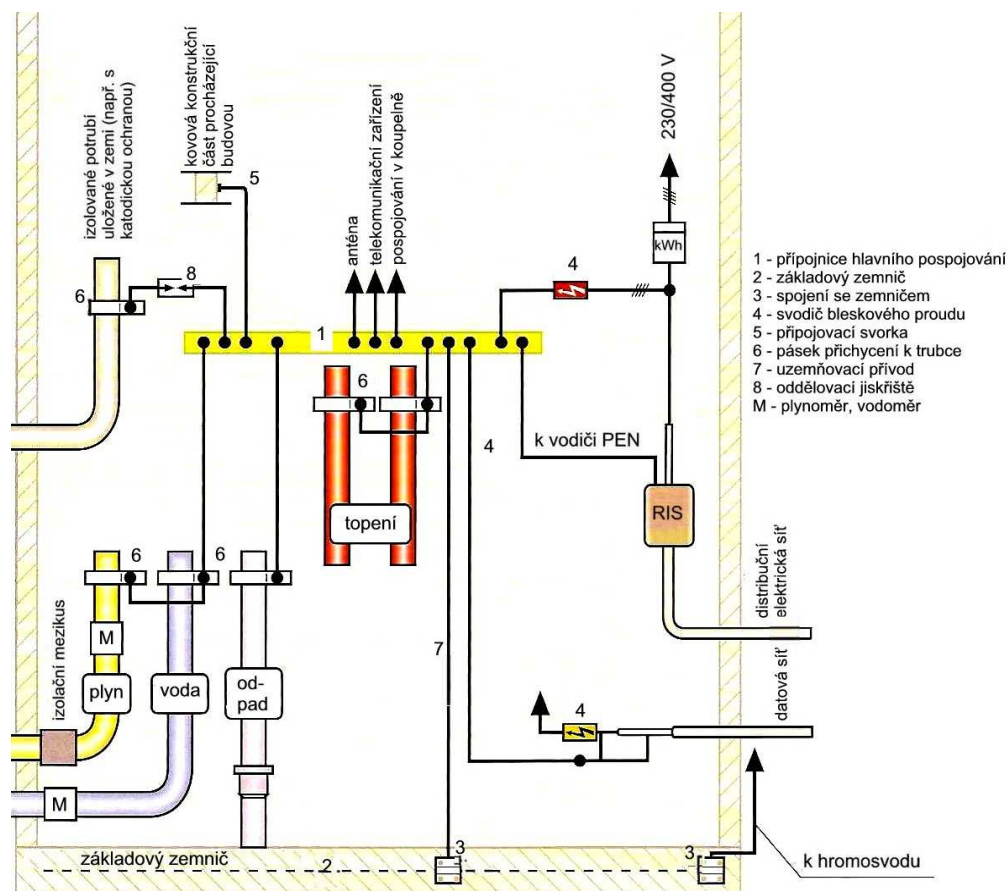 izolované potrubí
uložené v zemi (např. s
katodickou ochranou)
kovová konstrukční
část procházející
budovou
5
anténa
telekomunikační zařízení
pospojování v koupelně
230/400 V
kWh
4
6
8
1
1 - přípojnice hlavního pospojování
2 - základový zemnič
3 - spojení se zemničem
4 - svodič bleskového proudu
5 - připojovací svorka
6 - pásek přichycení k trubce
7 - uzemňovací přívod
8 - oddělovací jiskřiště
M - plynoměr, vodoměr
6
4
k vodiči PEN
RIS
topení
6
6
distribuční
elektrická síť
datová síť
izolační mezikus
M
plyn
voda
od-
pad
7
4
M
základový zemnič
2
3
3
k hromosvodu